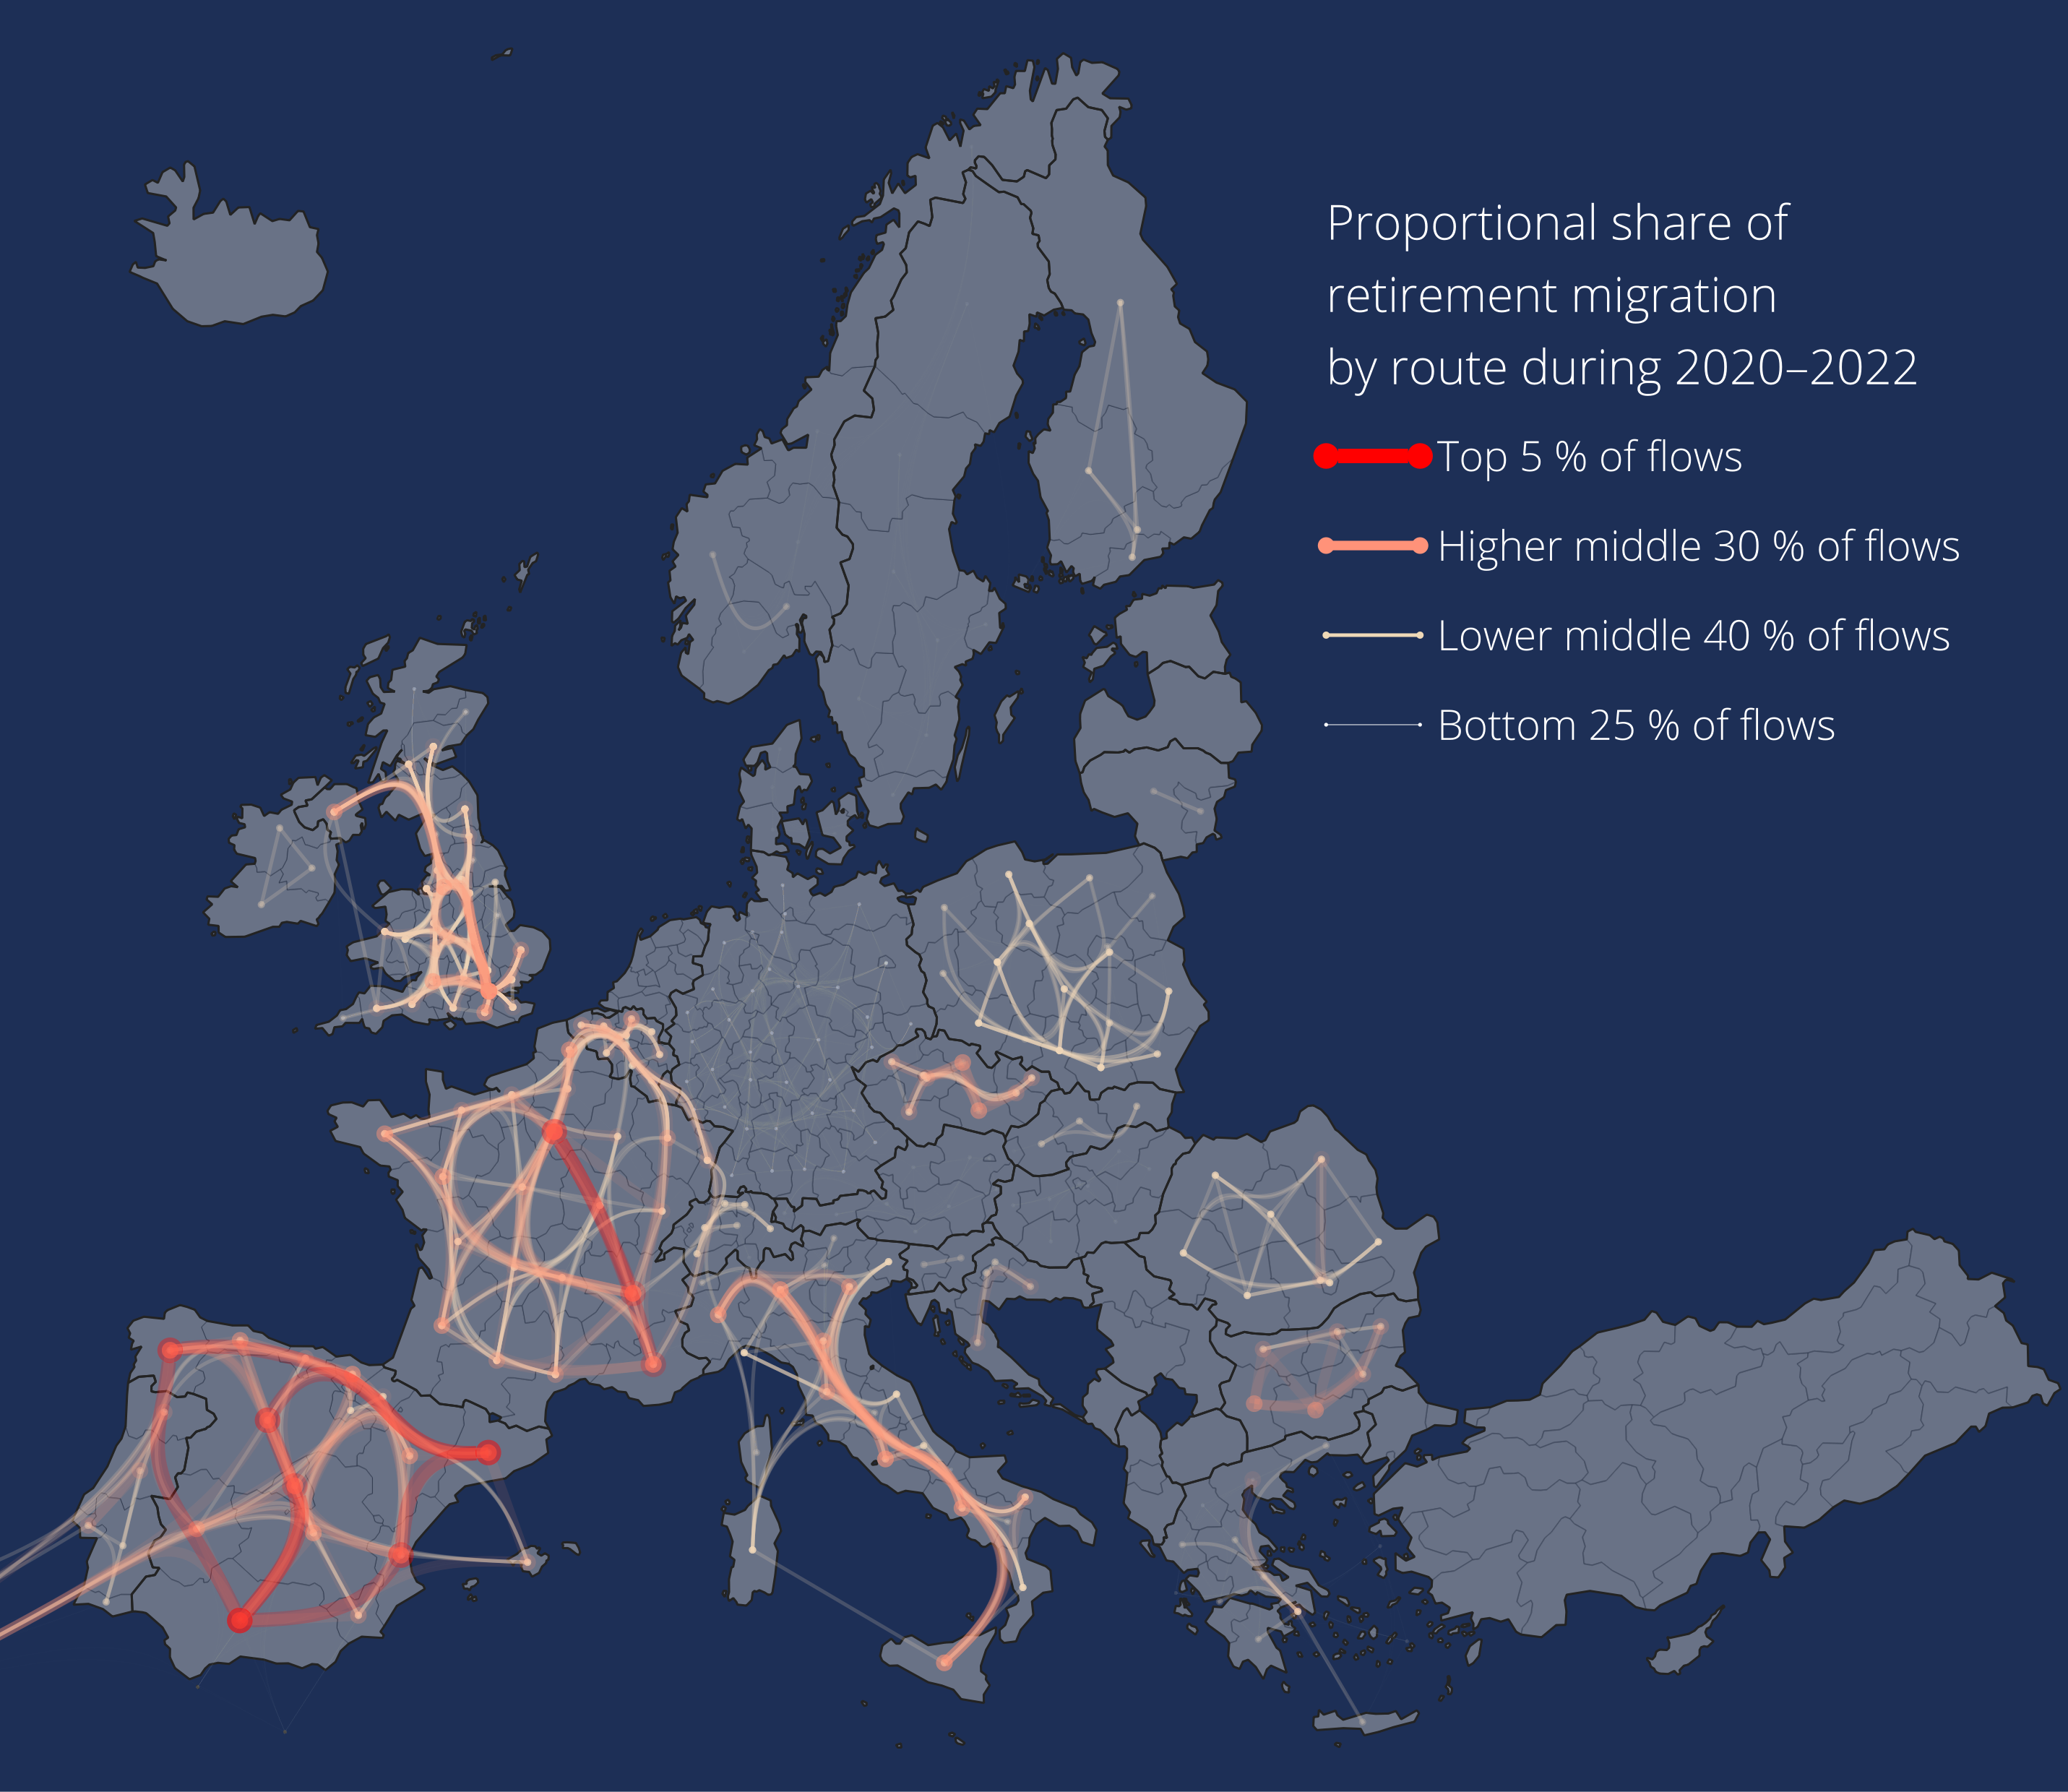 Proportional share of
retirement migration
by route during 2020–2022
Top 5 % of flows
Higher middle 30 % of flows
Lower middle 40 % of flows
Bottom 25 % of flows